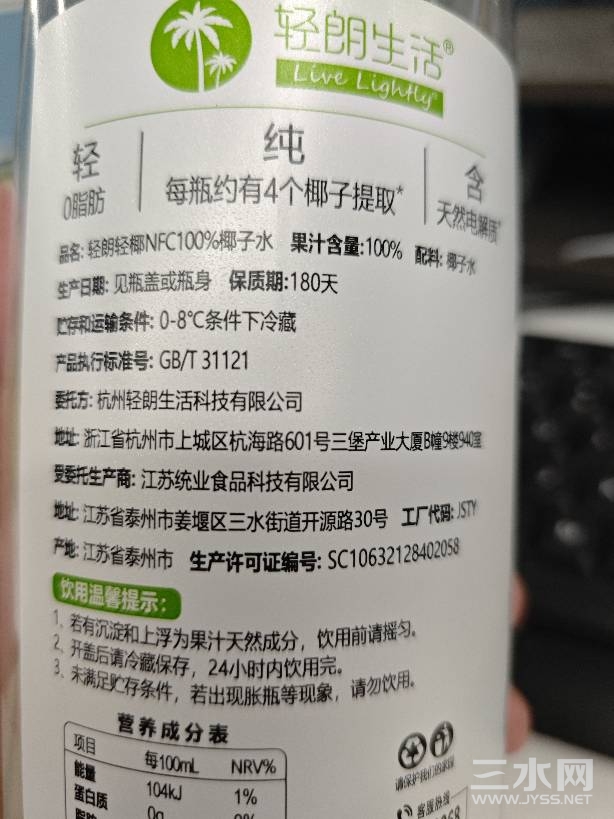 轻朗生活®
Live Lightly
轻
0脂肪
纯
每瓶约有4个椰子提取*
含
天然电解质*
品名: 轻朗轻椰NFC100%椰子水 果汁含量:100% 配料: 椰子水
生产日期: 见瓶盖或瓶身 保质期:180天
贮存和运输条件: 0-8℃条件下冷藏
产品执行标准号: GB/T 31121
委托方: 杭州轻朗生活科技有限公司
地址: 浙江省杭州市上城区杭海路601号三堡产业大厦B幢9楼940室
受委托生产商: 江苏统业食品科技有限公司
地址: 江苏省泰州市姜堰区三水街道开源路30号 工厂代码: JSTY
产地: 江苏省泰州市 生产许可证编号: SC10632128402058
饮用温馨提示:
1、若有沉淀和上浮为果汁天然成分，饮用前请摇匀。
2、开盖后请冷藏保存，24小时内饮用完。
3、未满足贮存条件，若出现胀瓶等现象，请勿饮用。
营养成分表
项目 每100mL NRV%
能量 104kJ 1%
蛋白质 0g
请保护我们的家园
客服热线
三水网
WWW.JYSS.NET